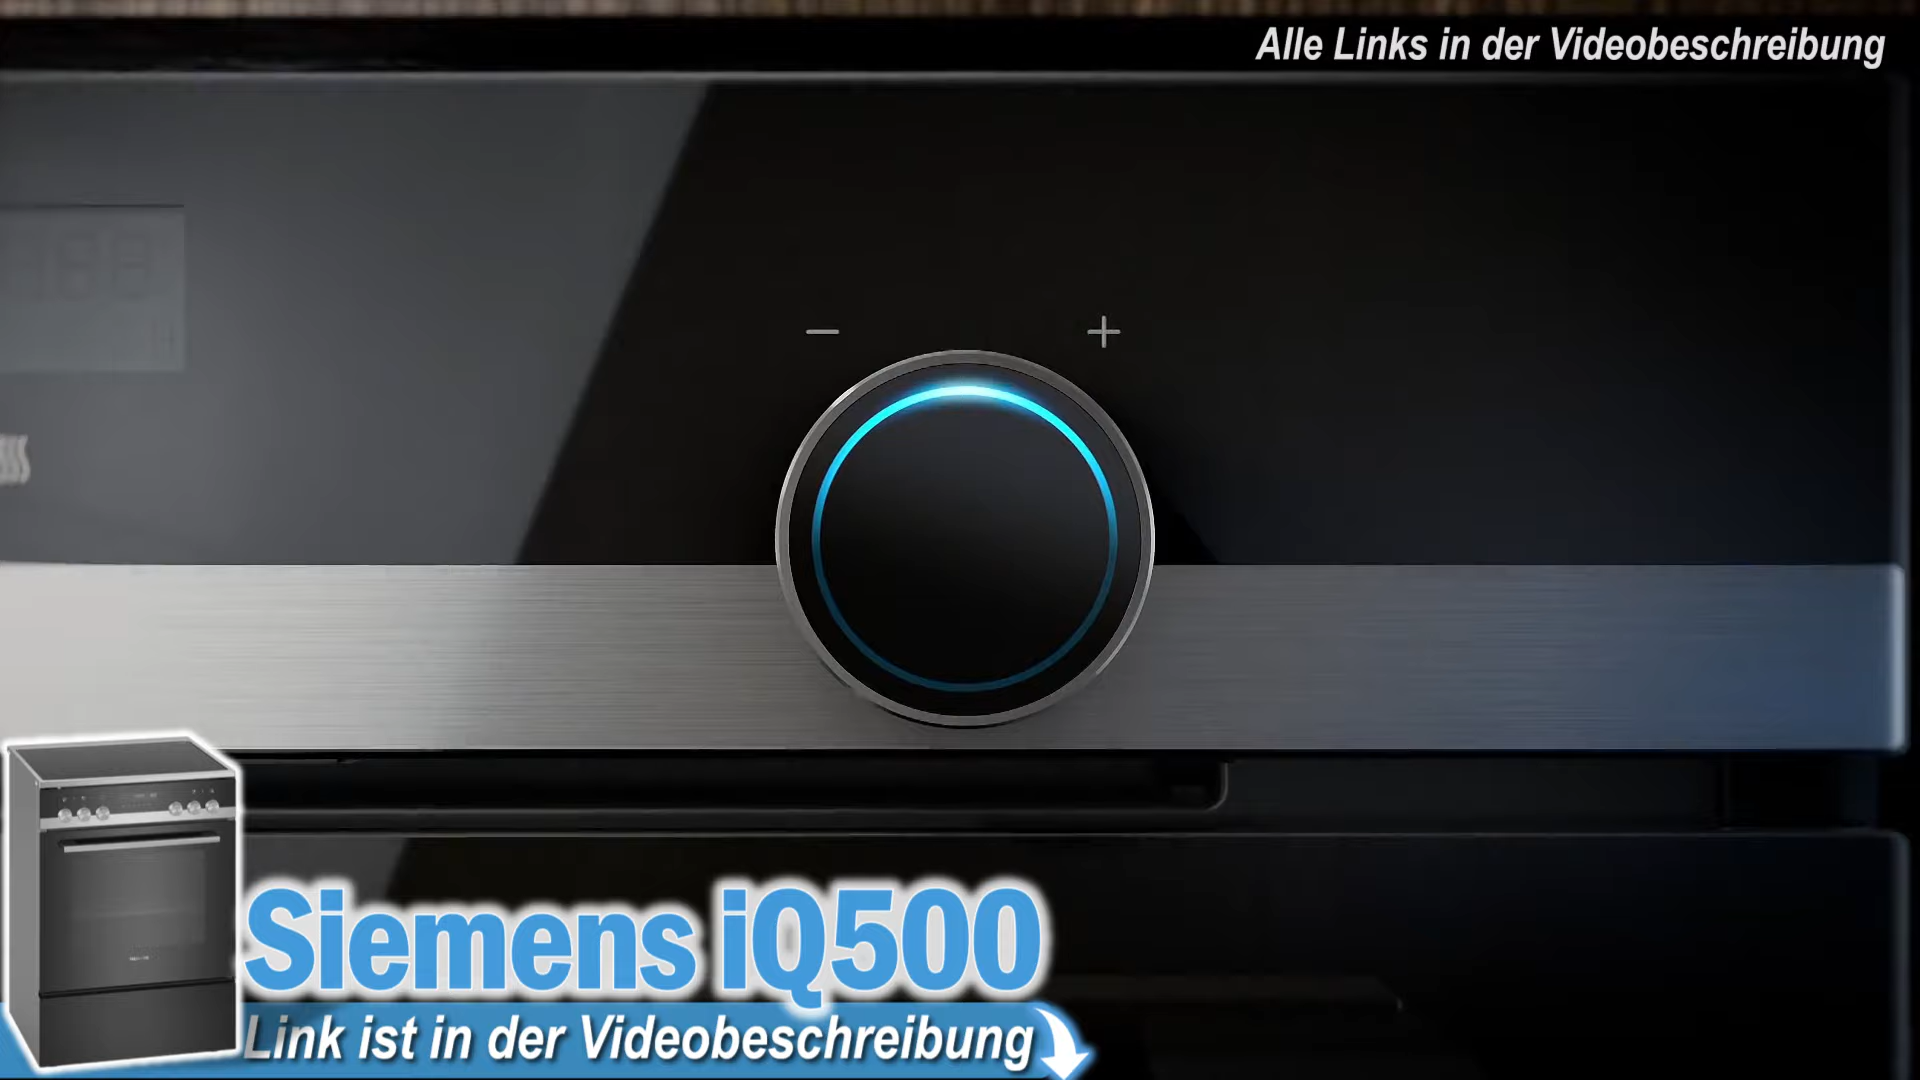 Alle Links in der Videobeschreibung
− +
Siemens iQ500
Link ist in der Videobeschreibung